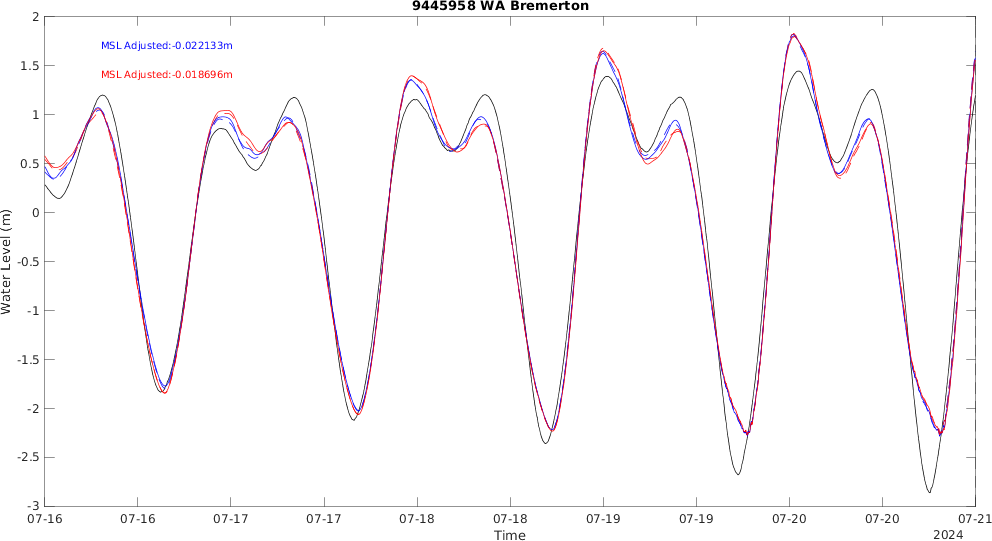 9445958 WA Bremerton
MSL Adjusted:-0.022133m
MSL Adjusted:-0.018696m
Water Level (m)
2
1.5
1
0.5
0
-0.5
-1
-1.5
-2
-2.5
-3
07-16 07-16 07-17 07-17 07-18 07-18 07-19 07-19 07-20 07-20 07-21
Time
2024